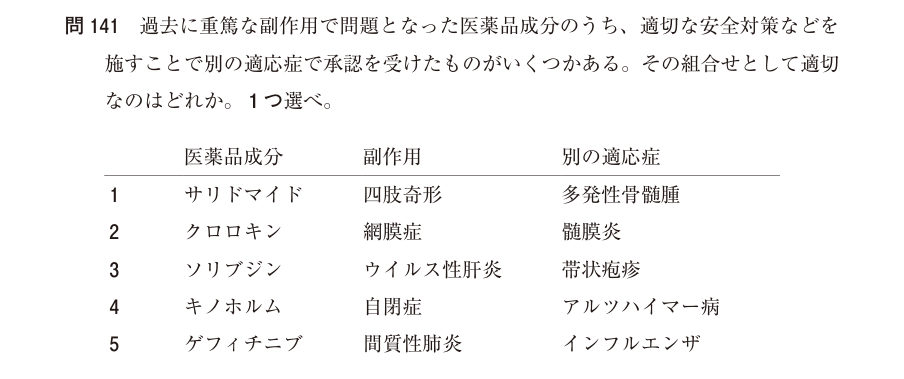 問 141 過去に重篤な副作用で問題となった医薬品成分のうち、適切な安全対策などを
施すことで別の適応症で承認を受けたものがいくつかある。その組合せとして適切
なのはどれか。1つ選べ。
医薬品成分 副作用 別の適応症
1 サリドマイド 四肢奇形 多発性骨髄腫
2 クロロキン 網膜症 髄膜炎
3 ソリブジン ウイルス性肝炎 帯状疱疹
4 キノホルム 自閉症 アルツハイマー病
5 ゲフィチニブ 間質性肺炎 インフルエンザ